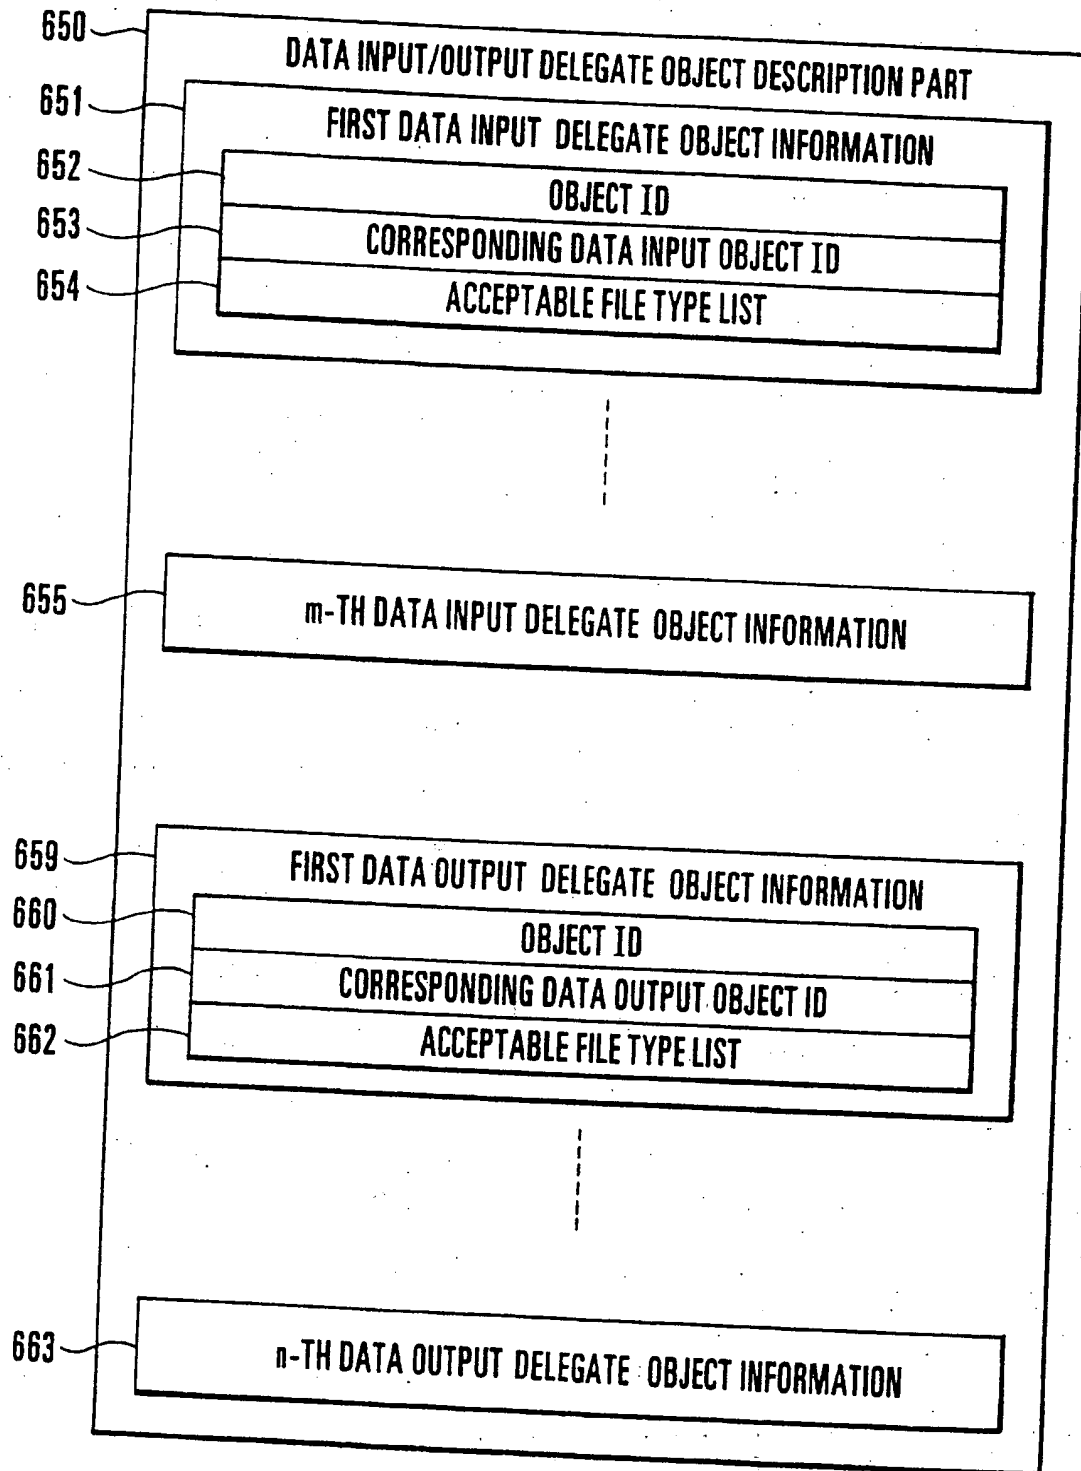 650
DATA INPUT/OUTPUT DELEGATE OBJECT DESCRIPTION PART
651
FIRST DATA INPUT DELEGATE OBJECT INFORMATION
652
OBJECT ID
653
CORRESPONDING DATA INPUT OBJECT ID
654
ACCEPTABLE FILE TYPE LIST
655
m-TH DATA INPUT DELEGATE OBJECT INFORMATION
659
FIRST DATA OUTPUT DELEGATE OBJECT INFORMATION
660
OBJECT ID
661
CORRESPONDING DATA OUTPUT OBJECT ID
662
ACCEPTABLE FILE TYPE LIST
663
n-TH DATA OUTPUT DELEGATE OBJECT INFORMATION